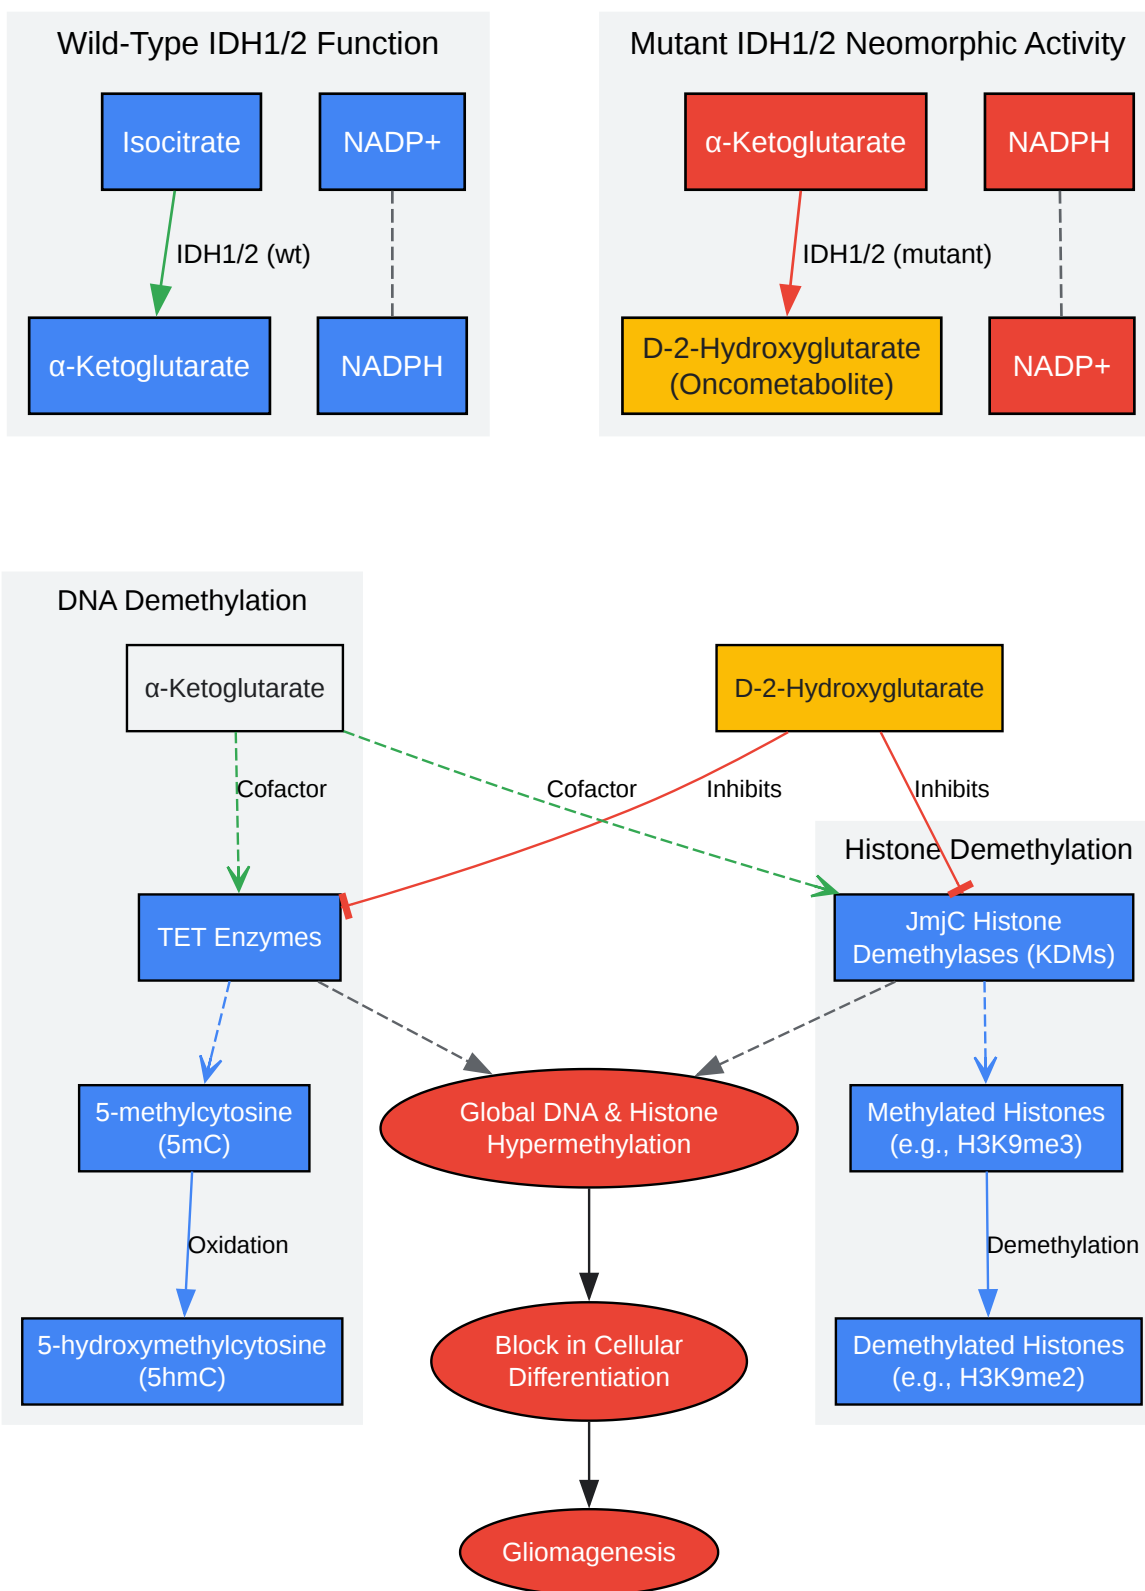 Wild-Type IDH1/2 Function
Isocitrate
NADP+
IDH1/2 (wt)
α-Ketoglutarate
NADPH
Mutant IDH1/2 Neomorphic Activity
α-Ketoglutarate
NADPH
IDH1/2 (mutant)
D-2-Hydroxyglutarate
(Oncometabolite)
NADP+
DNA Demethylation
α-Ketoglutarate
D-2-Hydroxyglutarate
Cofactor
Cofactor
Inhibits
Inhibits
Histone Demethylation
TET Enzymes
JmjC Histone
Demethylases (KDMs)
5-methylcytosine
(5mC)
Global DNA & Histone
Hypermethylation
Methylated Histones
(e.g., H3K9me3)
Oxidation
Demethylation
5-hydroxymethylcytosine
(5hmC)
Block in Cellular
Differentiation
Demethylated Histones
(e.g., H3K9me2)
Gliomagenesis